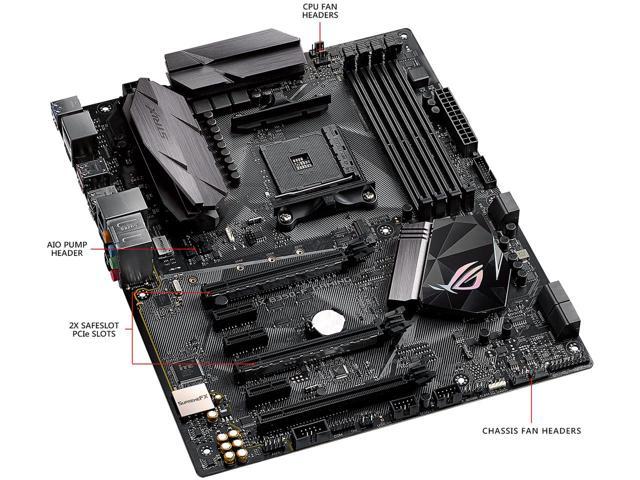 CPU FAN
HEADERS
STRIX
AIO PUMP
HEADER
2X SAFESLOT
PCIe SLOTS
B350
SupremeFX
CHASSIS FAN HEADERS